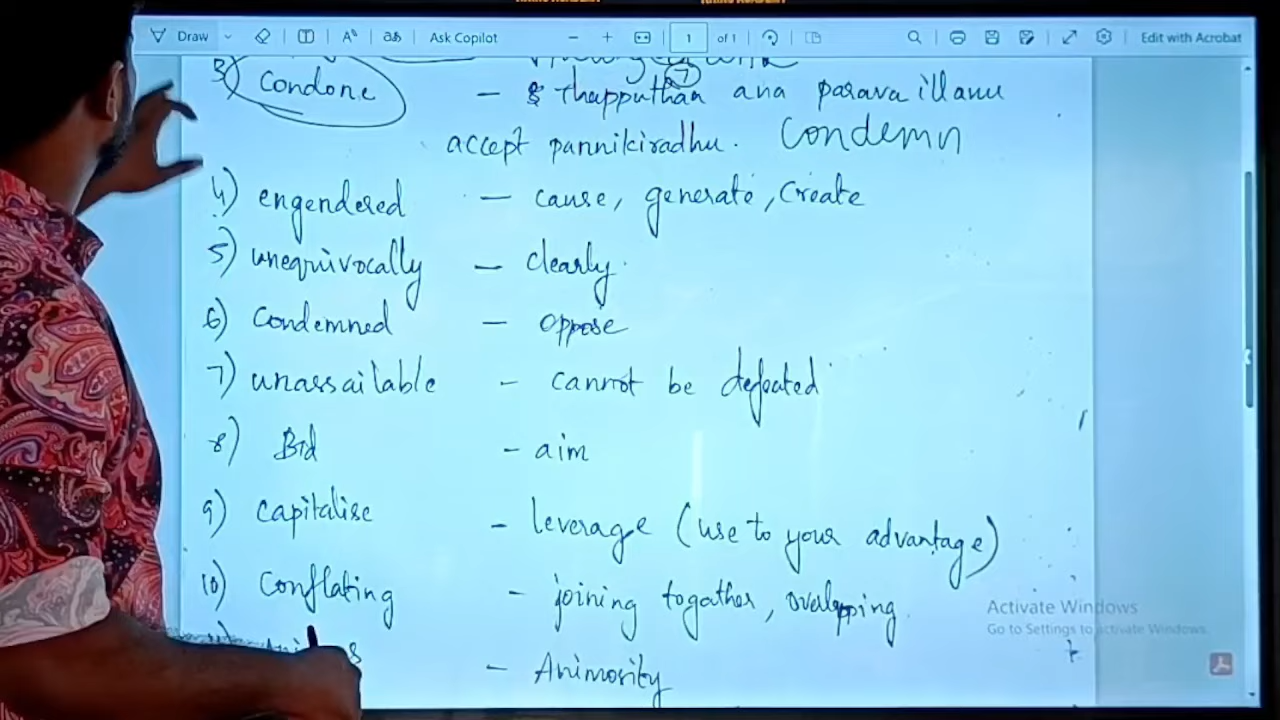 Draw
Ask Copilot
1 of 1
Edit with Acrobat
3) Condone - thapputhan ana parava illanu
accept pannikiradhu. Condemn
7
4) engendered - cause, generate, Create
5) unequivocally - clearly.
6) Condemned - oppose
7) unassailable - cannot be defeated
8) Bid - aim
9) Capitalise - leverage (use to your advantage)
10) Conflating - joining togather, overlapping
Activate Windows
Go to Settings to activate Windows.
- Animosity